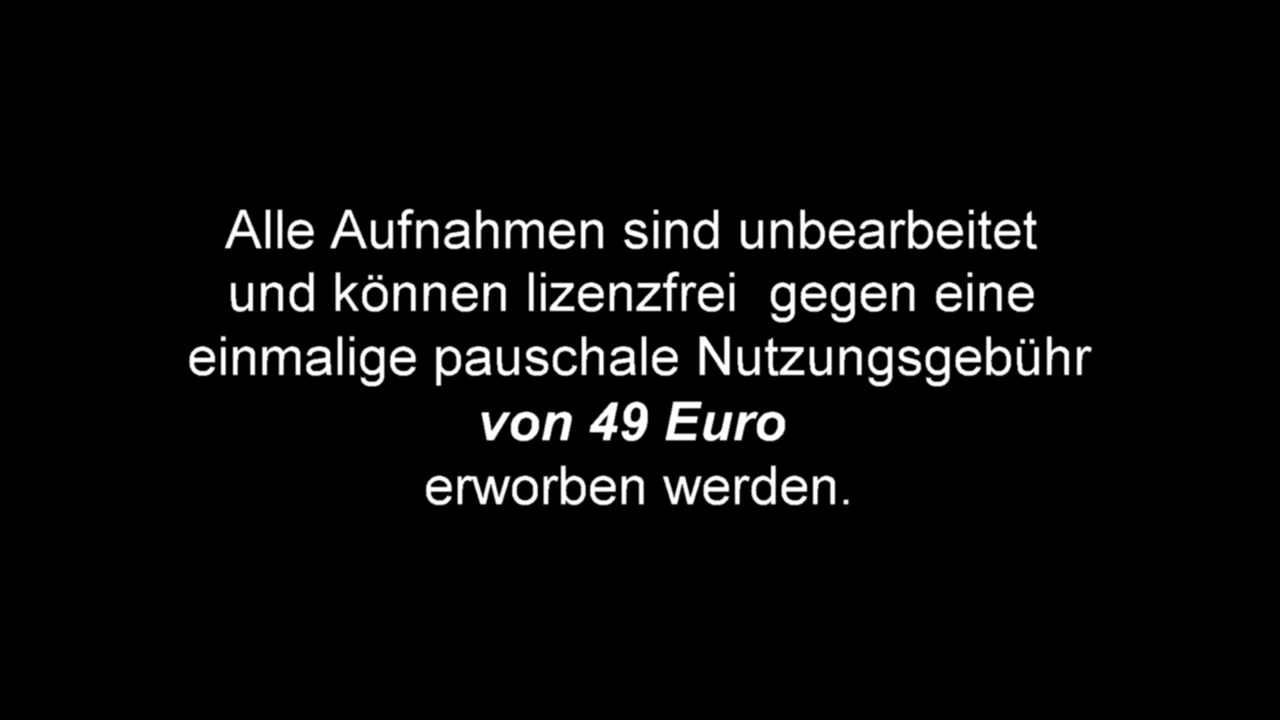 Alle Aufnahmen sind unbearbeitet
und können lizenzfrei  gegen eine
einmalige pauschale Nutzungsgebühr
von 49 Euro
erworben werden.